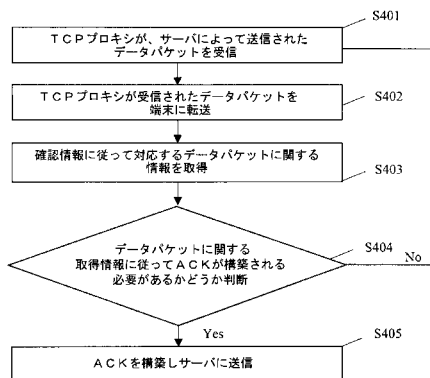 S401
ＴＣＰプロキシが、サーバによって送信された
データパケットを受信
S402
ＴＣＰプロキシが受信されたデータパケットを
端末に転送
確認情報に従って対応するデータパケットに関する
情報を取得
S403
データパケットに関する
取得情報に従ってＡＣＫが構築される
必要があるかどうか判断
S404
No
Yes
S405
ＡＣＫを構築しサーバに送信